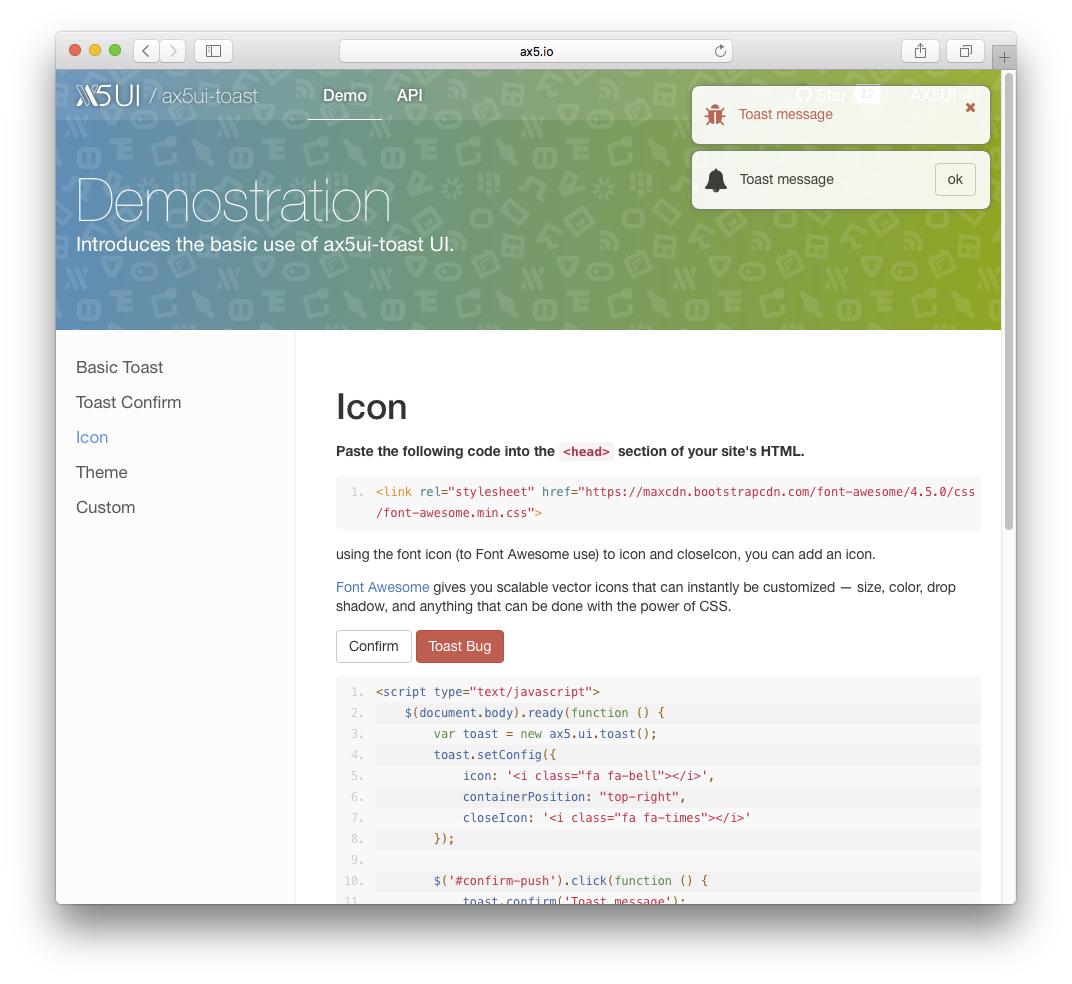 ax5.io
AX5UI / ax5ui-toast
Demo
API
Star 12
AX5UI
Toast message
Toast message
ok
Demostration
Introduces the basic use of ax5ui-toast UI.
Basic Toast
Toast Confirm
Icon
Theme
Custom
Icon
Paste the following code into the <head> section of your site's HTML.
1. <link rel="stylesheet" href="https://maxcdn.bootstrapcdn.com/font-awesome/4.5.0/css
/font-awesome.min.css">
using the font icon (to Font Awesome use) to icon and closeIcon, you can add an icon.
Font Awesome gives you scalable vector icons that can instantly be customized — size, color, drop
shadow, and anything that can be done with the power of CSS.
Confirm
Toast Bug
1. <script type="text/javascript">
2. $(document.body).ready(function () {
3. var toast = new ax5.ui.toast();
4. toast.setConfig({
5. icon: '<i class="fa fa-bell"></i>',
6. containerPosition: "top-right",
7. closeIcon: '<i class="fa fa-times"></i>'
8. });
9.
10. $('#confirm-push').click(function () {
11. toast.confirm('Toast message');